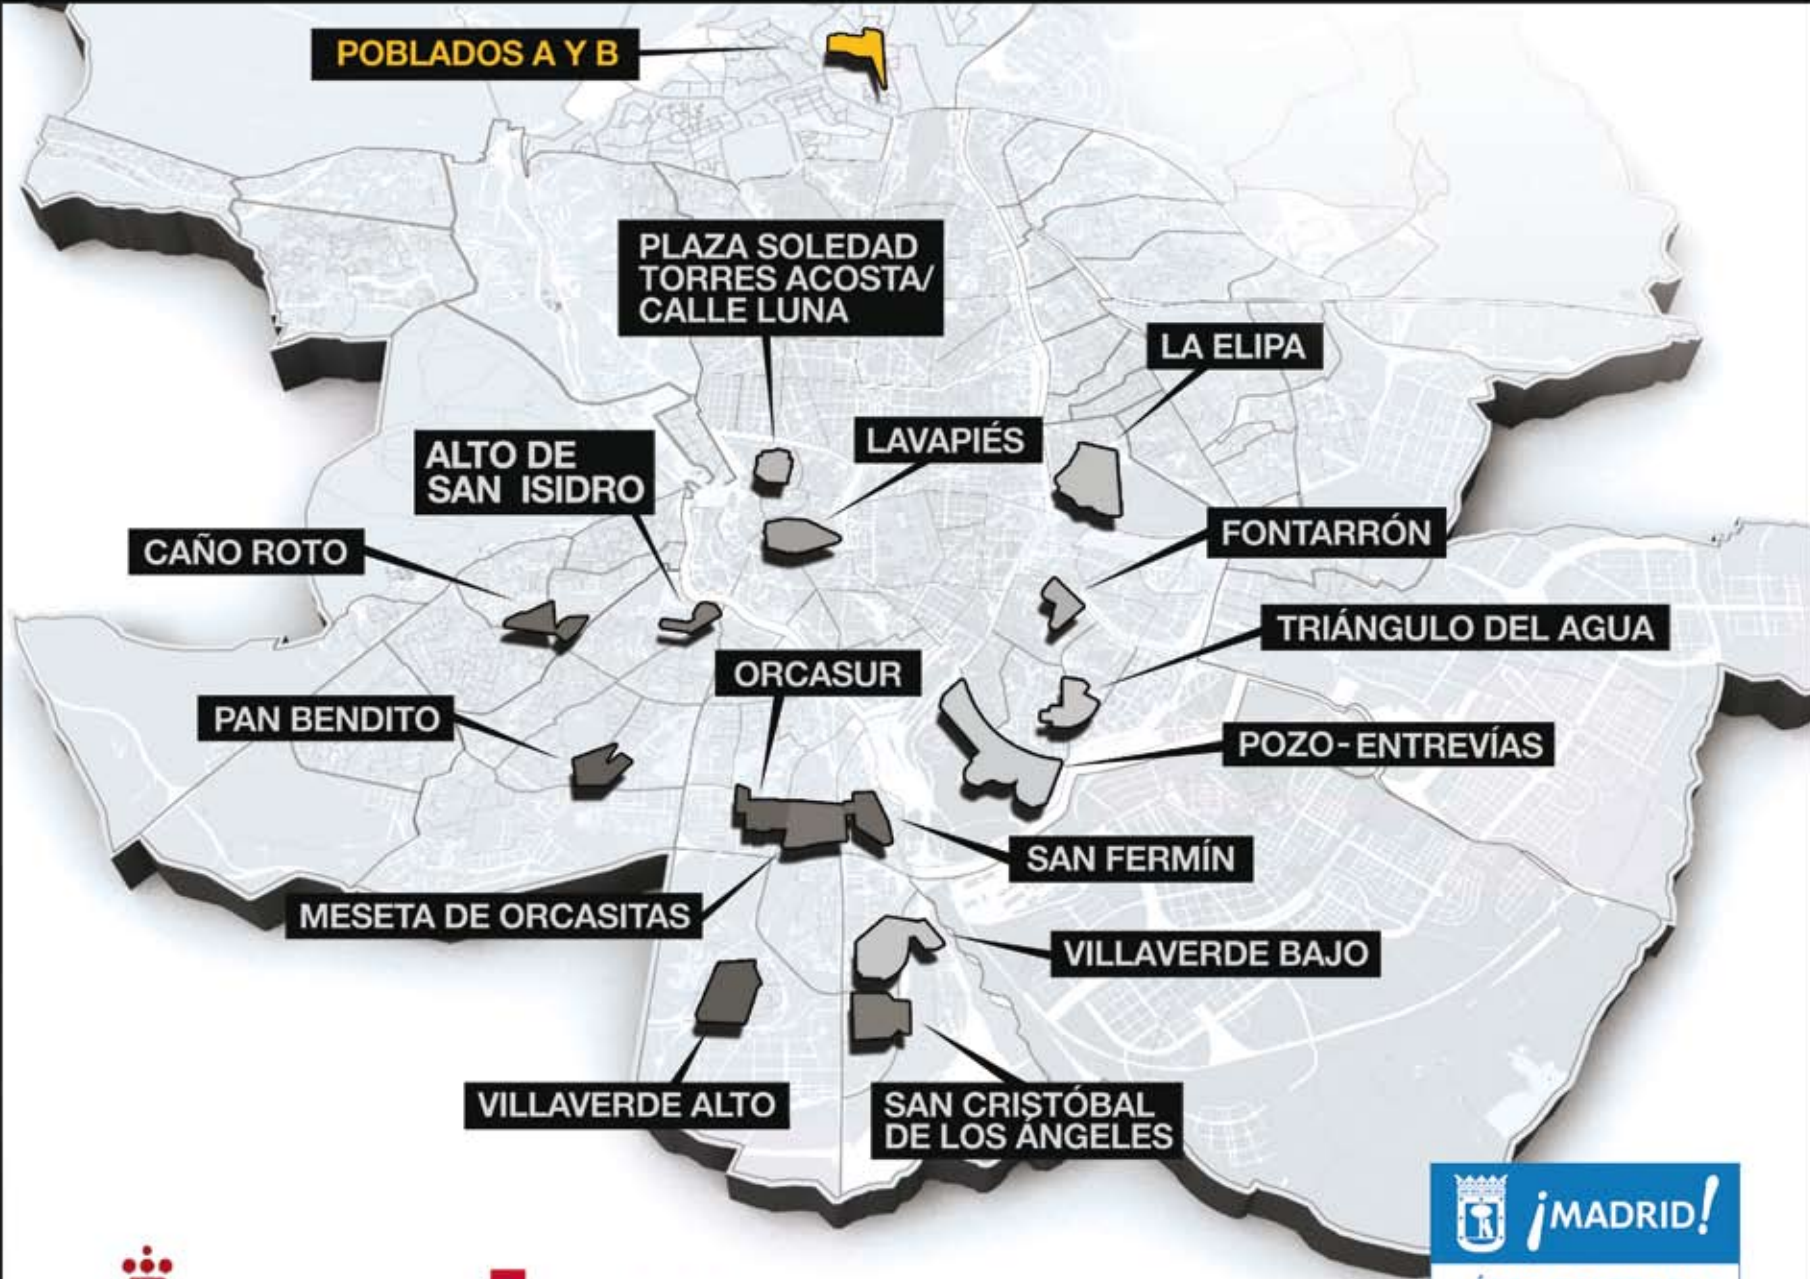 POBLADOS A Y B
PLAZA SOLEDAD
TORRES ACOSTA/
CALLE LUNA
LA ELIPA
LAVAPIÉS
ALTO DE
SAN ISIDRO
FONTARRÓN
CAÑO ROTO
TRIÁNGULO DEL AGUA
ORCASUR
PAN BENDITO
POZO-ENTREVÍAS
SAN FERMÍN
MESETA DE ORCASITAS
VILLAVERDE BAJO
VILLAVERDE ALTO
SAN CRISTÓBAL
DE LOS ÁNGELES
¡MADRID!